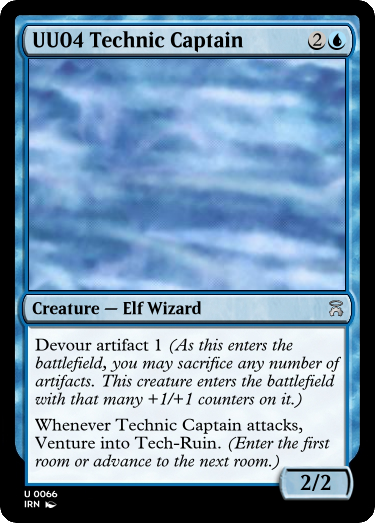 UU04 Technic Captain 2
Creature — Elf Wizard
Devour artifact 1 (As this enters the
battlefield, you may sacrifice any number of
artifacts. This creature enters the battlefield
with that many +1/+1 counters on it.)
Whenever Technic Captain attacks,
Venture into Tech-Ruin. (Enter the first
room or advance to the next room.)
2/2
U 0066
IRN